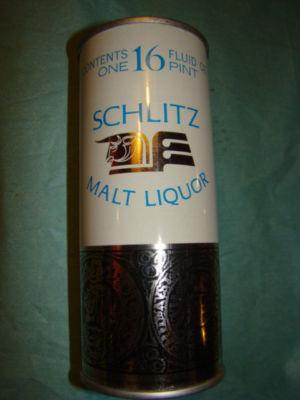 CONTENTS 16 FLUID
ONE PINT
SCHLITZ
MALT LIQUOR